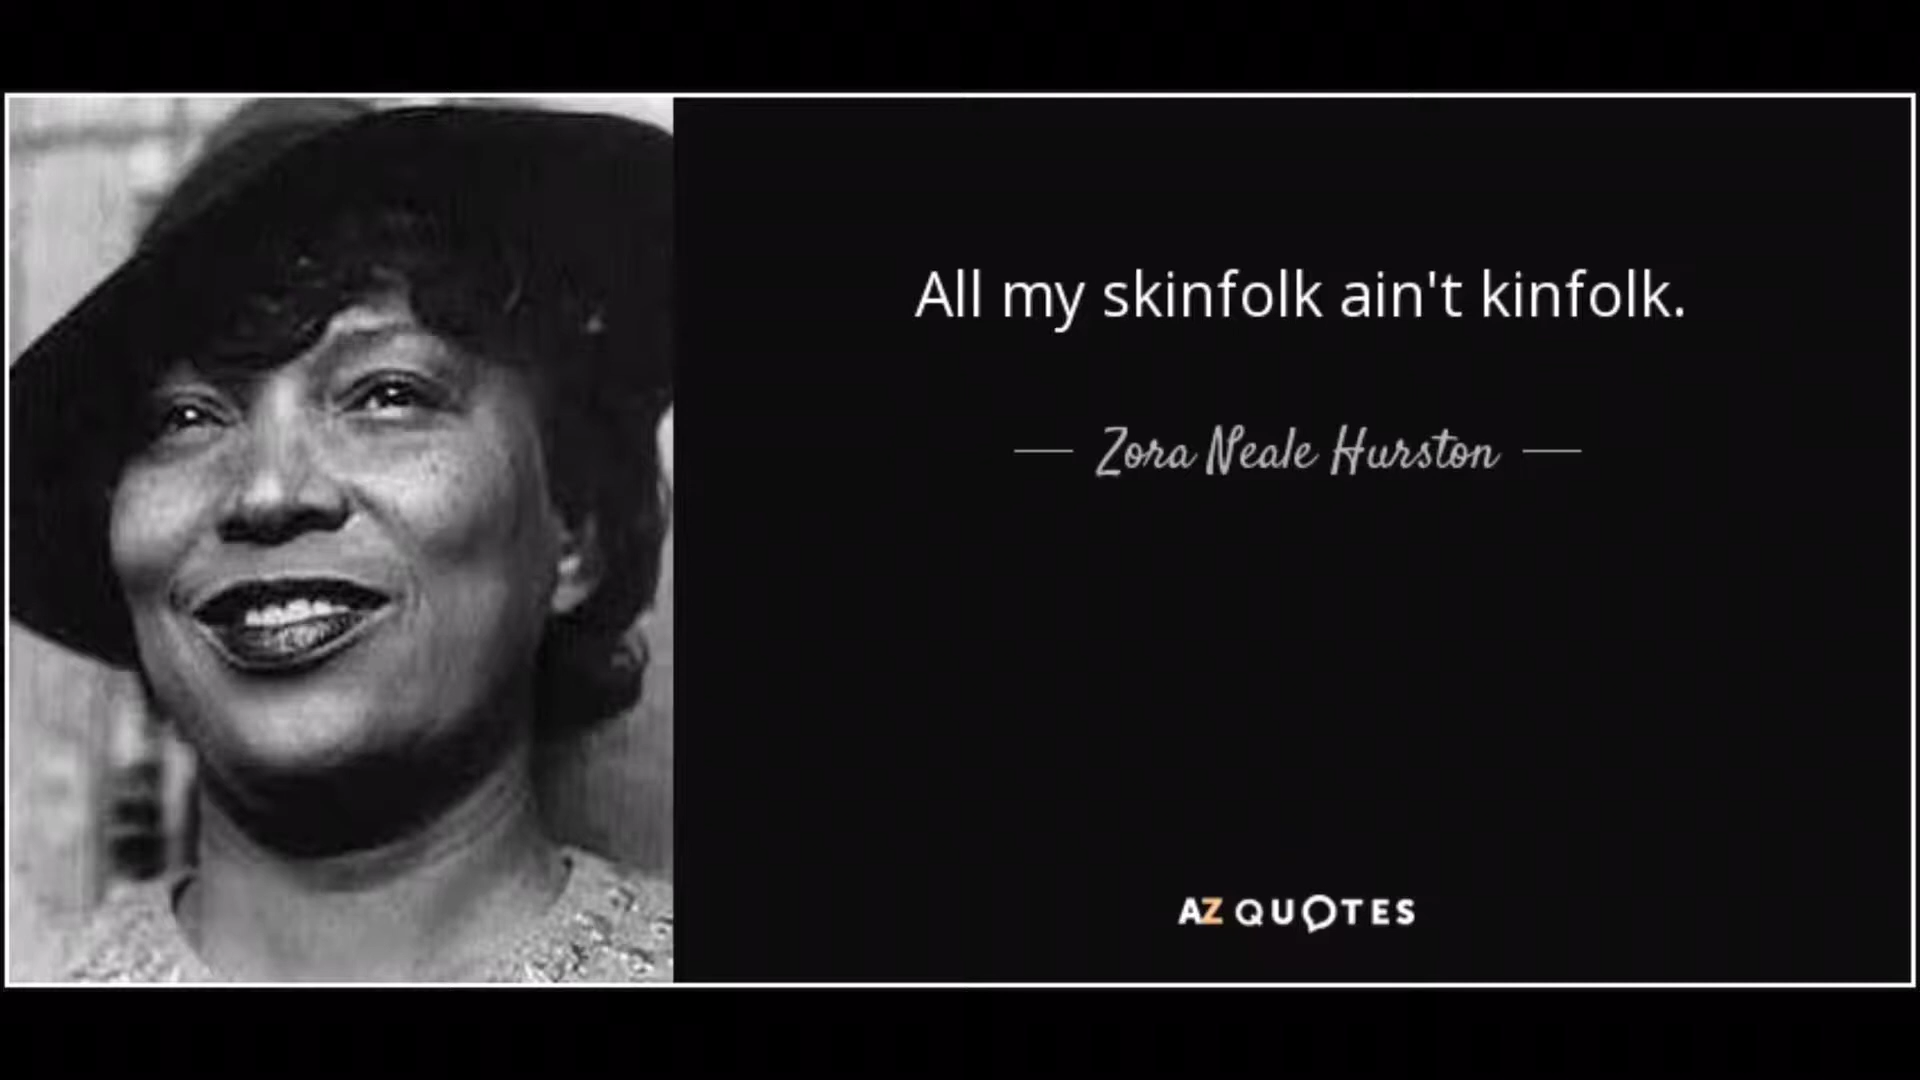 All my skinfolk ain't kinfolk.
— Zora Neale Hurston —
AZ QUOTES